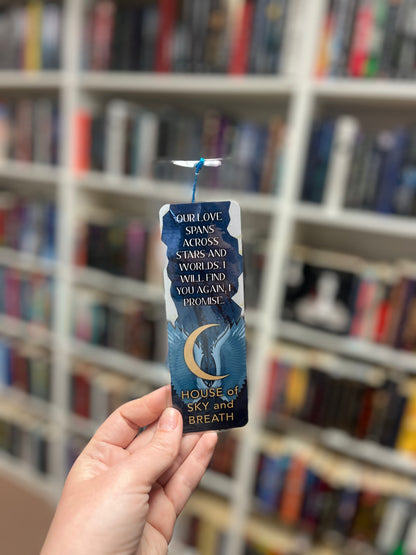 OUR LOVE
SPANS
ACROSS
STARS AND
WORLDS. I
WILL FIND
YOU AGAIN, I
PROMISE.
HOUSE of
SKY and
BREATH